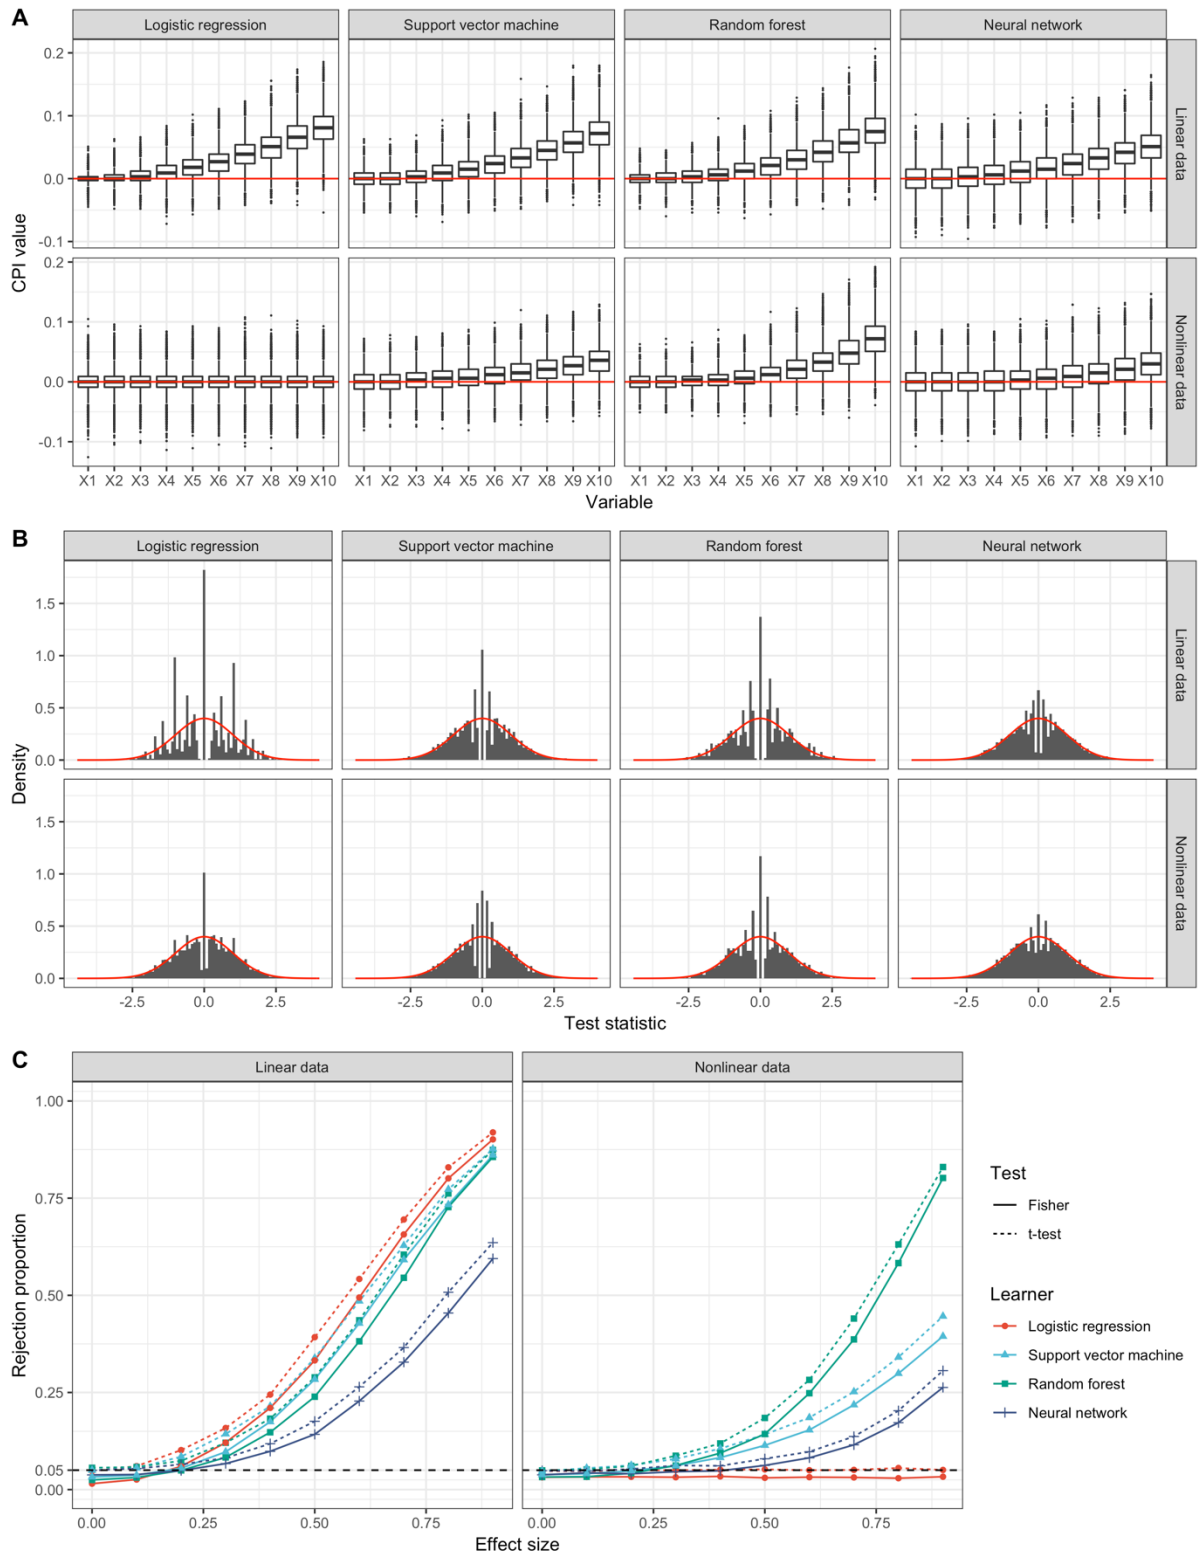 A
Logistic regression Support vector machine Random forest Neural network
0.2
0.1
0.0
-0.1
Linear data
CPI value
0.2
0.1
0.0
-0.1
Nonlinear data
X1 X2 X3 X4 X5 X6 X7 X8 X9 X10 X1 X2 X3 X4 X5 X6 X7 X8 X9 X10 X1 X2 X3 X4 X5 X6 X7 X8 X9 X10 X1 X2 X3 X4 X5 X6 X7 X8 X9 X10
Variable
B
Logistic regression Support vector machine Random forest Neural network
1.5
1.0
0.5
0.0
Linear data
Density
1.5
1.0
0.5
0.0
Nonlinear data
-2.5 0.0 2.5 -2.5 0.0 2.5 -2.5 0.0 2.5 -2.5 0.0 2.5
Test statistic
C
Linear data Nonlinear data
1.00
0.75
0.50
0.25
0.05
0.00
Rejection proportion
0.00 0.25 0.50 0.75 0.00 0.25 0.50 0.75
Effect size
Test
Fisher
t-test
Learner
Logistic regression
Support vector machine
Random forest
Neural network